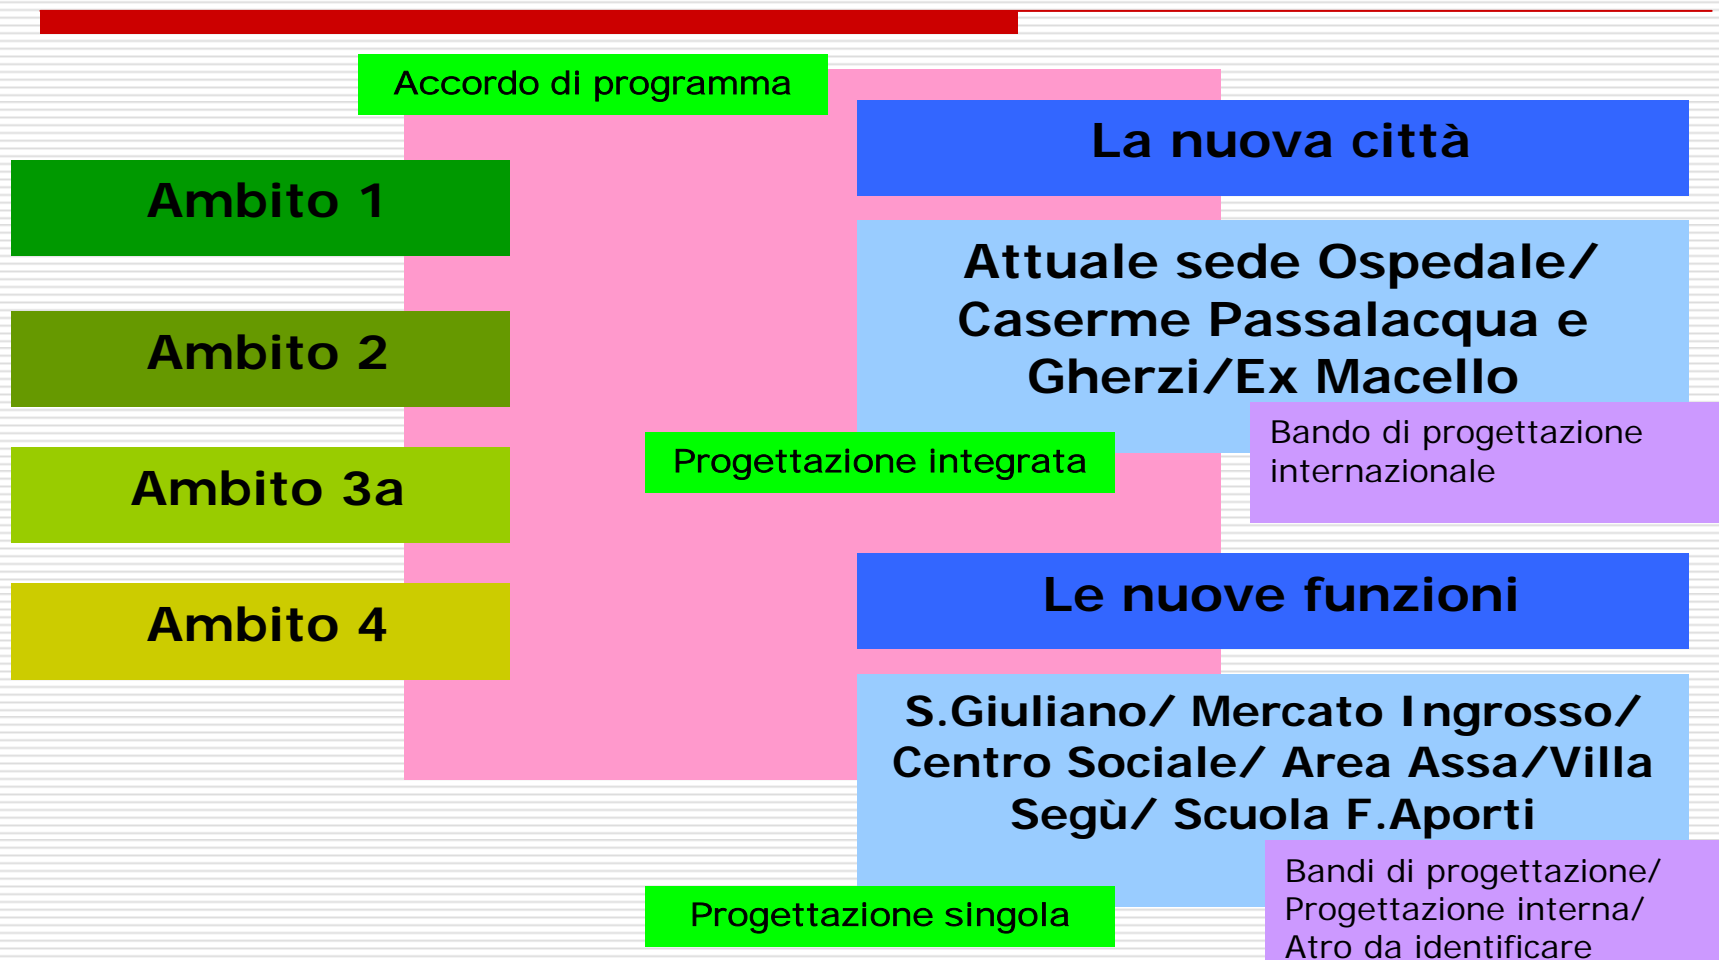 Accordo di programma
Ambito 1
Ambito 2
Ambito 3a
Ambito 4
La nuova città
Attuale sede Ospedale/
Caserme Passalacqua e
Gherzi/Ex Macello
Progettazione integrata
Bando di progettazione
internazionale
Le nuove funzioni
S.Giuliano/ Mercato Ingrosso/
Centro Sociale/ Area Assa/Villa
Segù/ Scuola F.Aporti
Progettazione singola
Bandi di progettazione/
Progettazione interna/
Atro da identificare